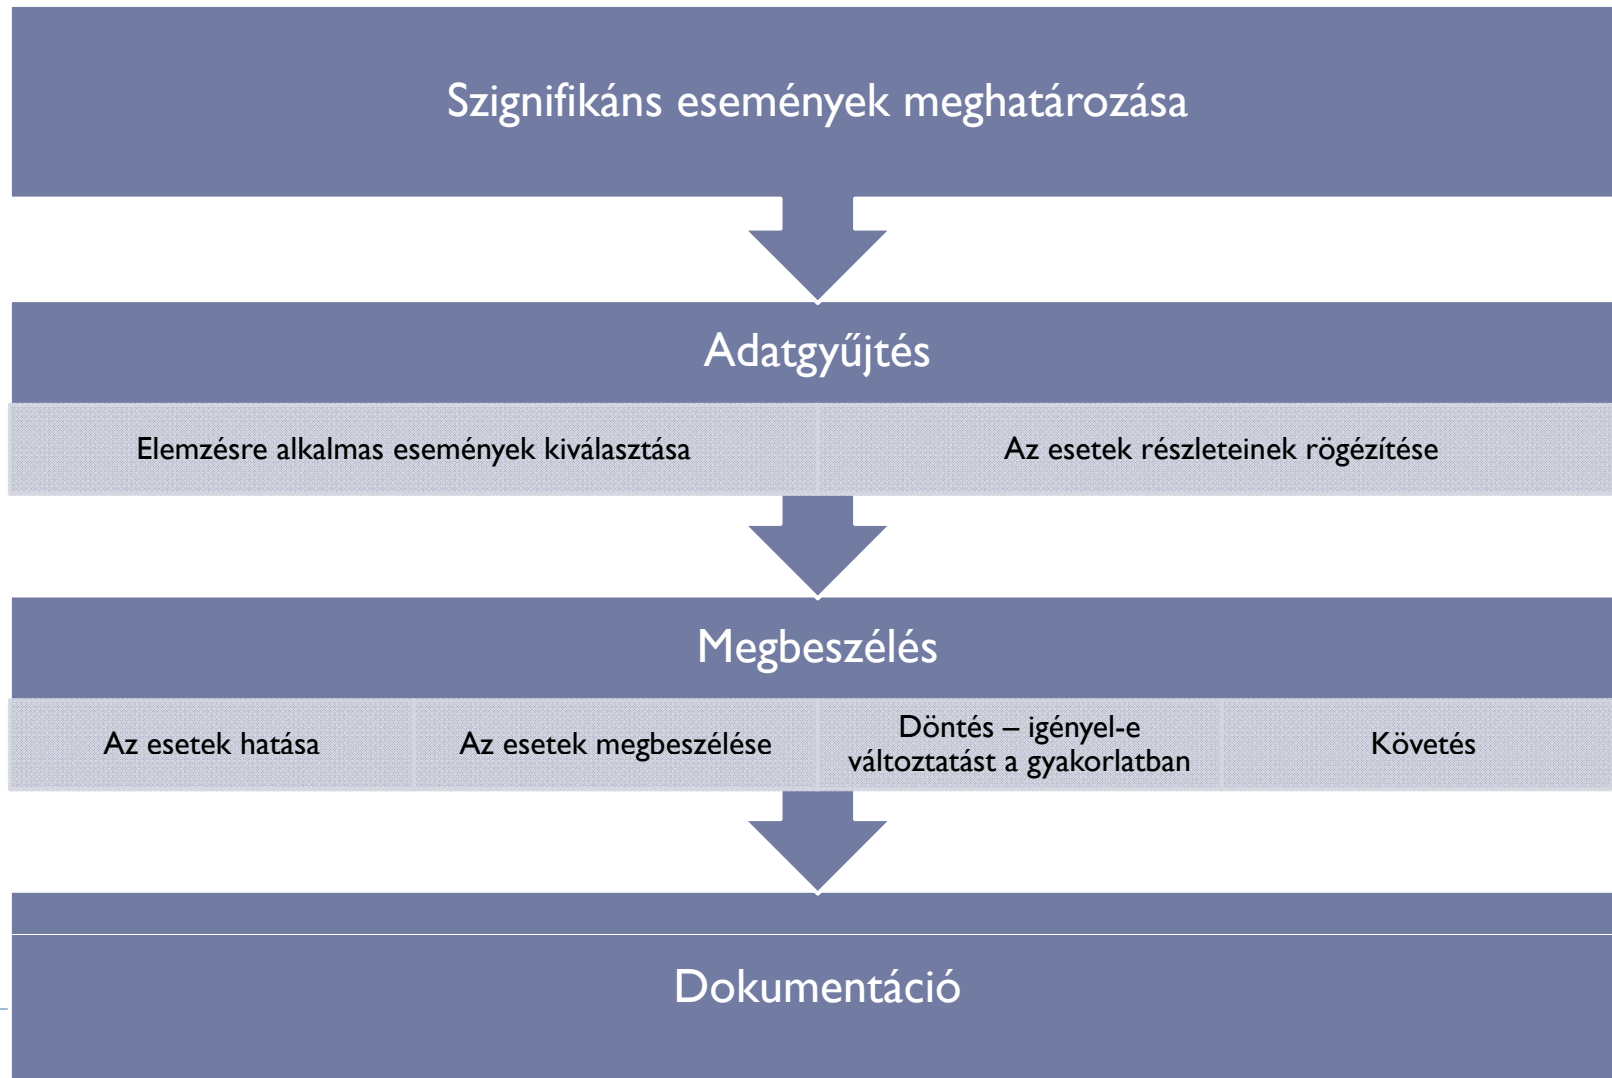 Szignifikáns események meghatározása
Adatgyűjtés
Elemzésre alkalmas események kiválasztása
Az esetek részleteinek rögézítése
Megbeszélés
Az esetek hatása
Az esetek megbeszélése
Döntés – igényel-e
változtatást a gyakorlatban
Követés
Dokumentáció